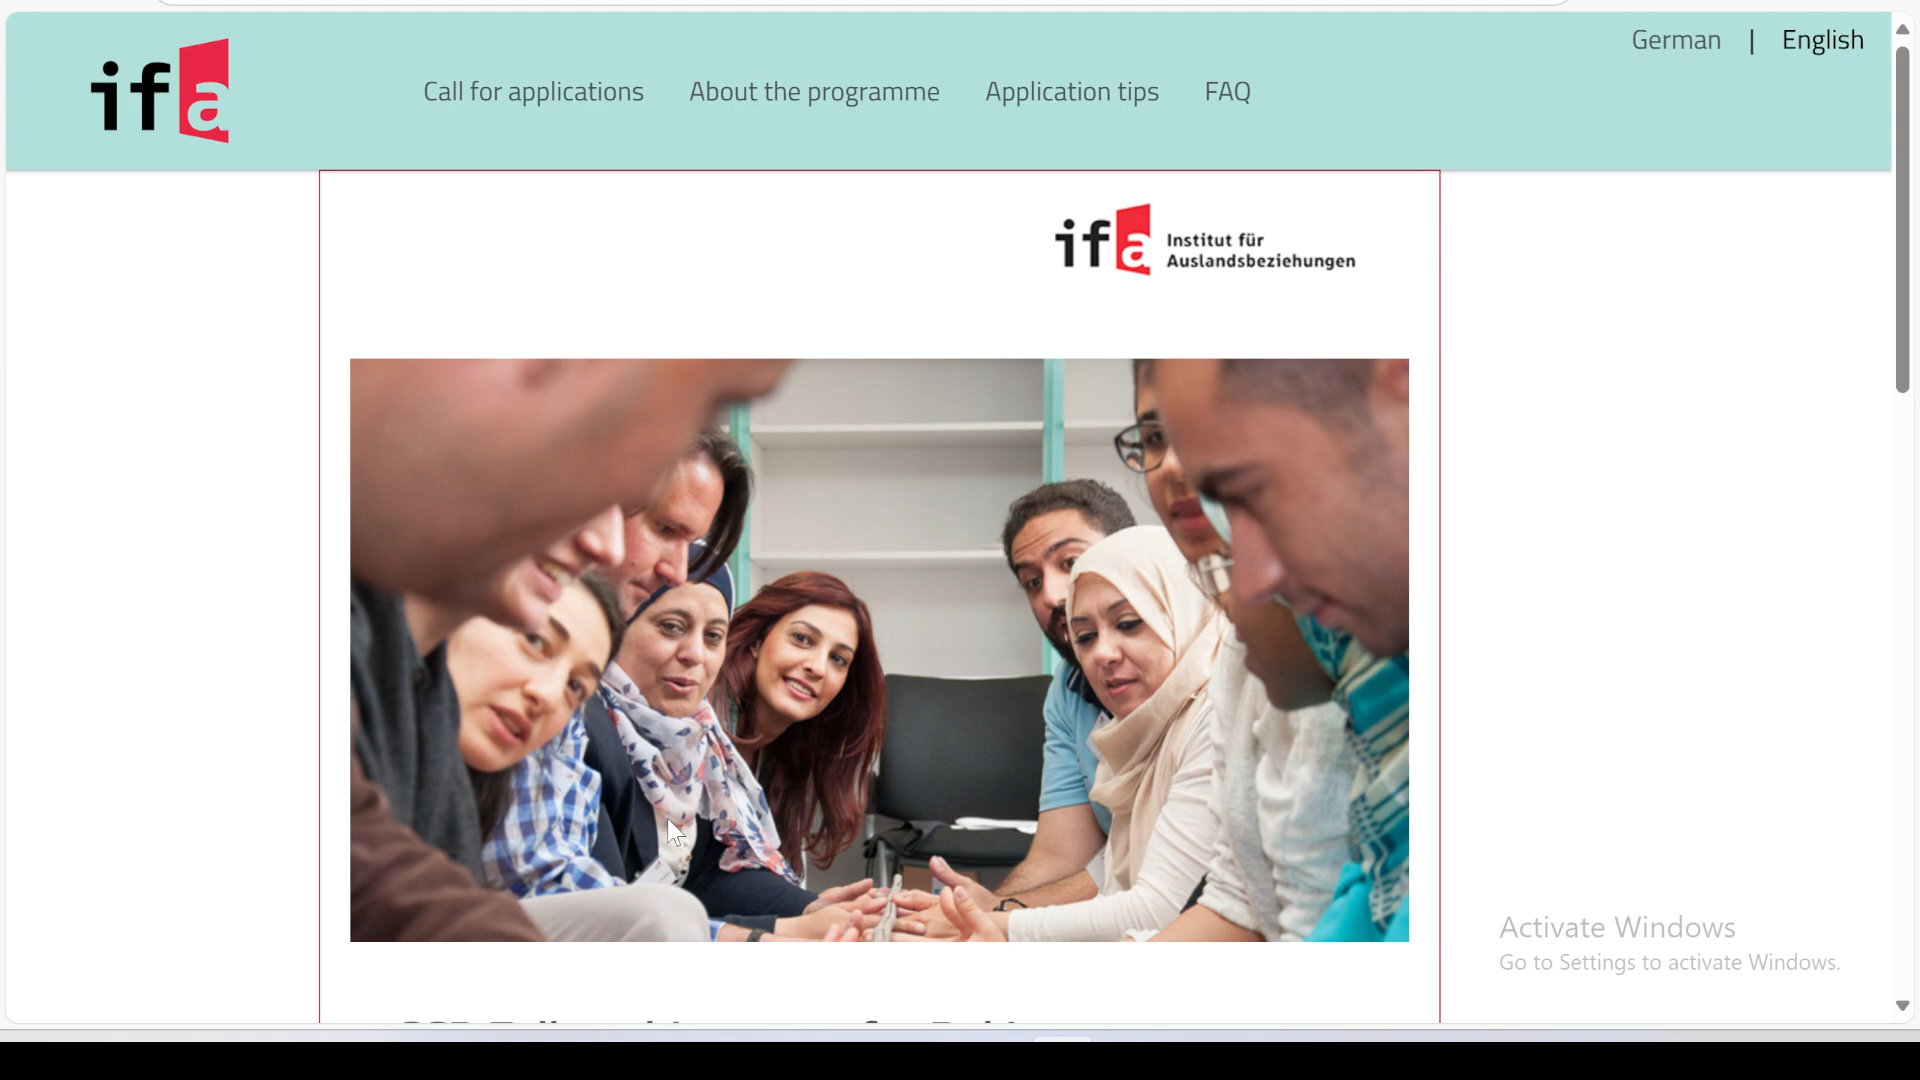 German | English
ifa
Call for applications
About the programme
Application tips
FAQ
ifa
Institut für
Auslandsbeziehungen
Activate Windows
Go to Settings to activate Windows.